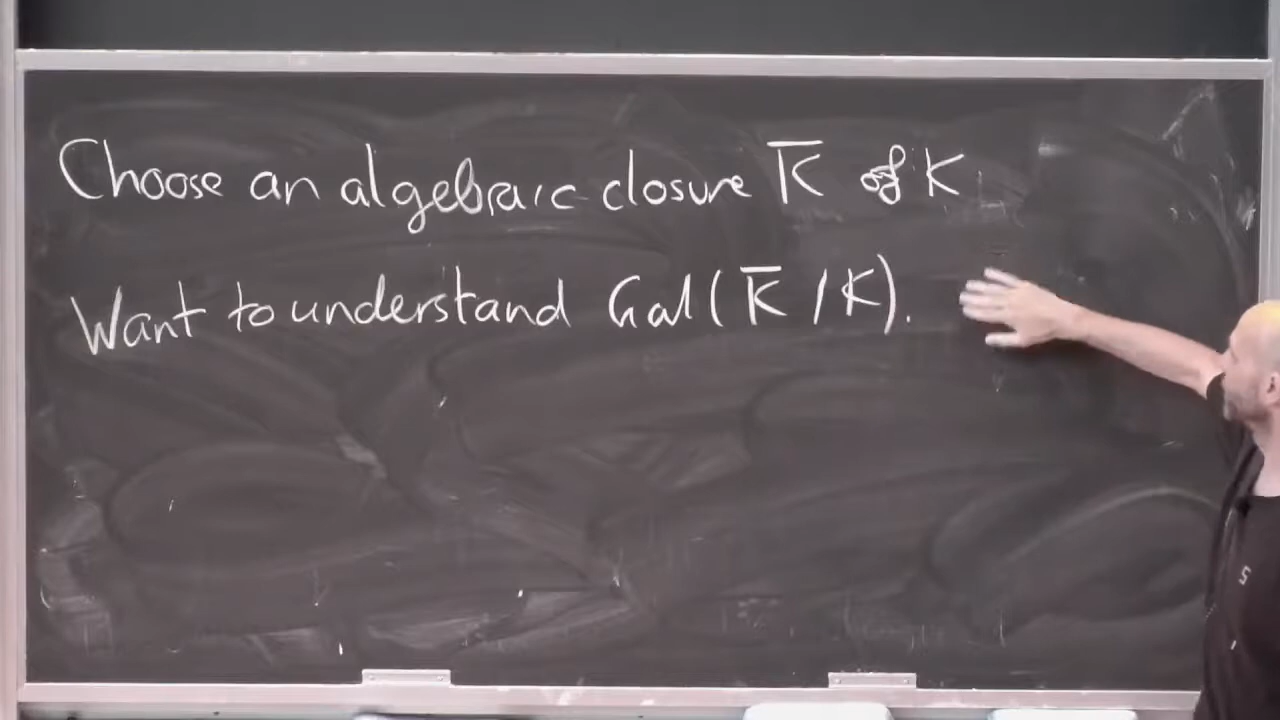 Choose an algebraic closure K̅ of K
Want to understand Gal(K̅/K).